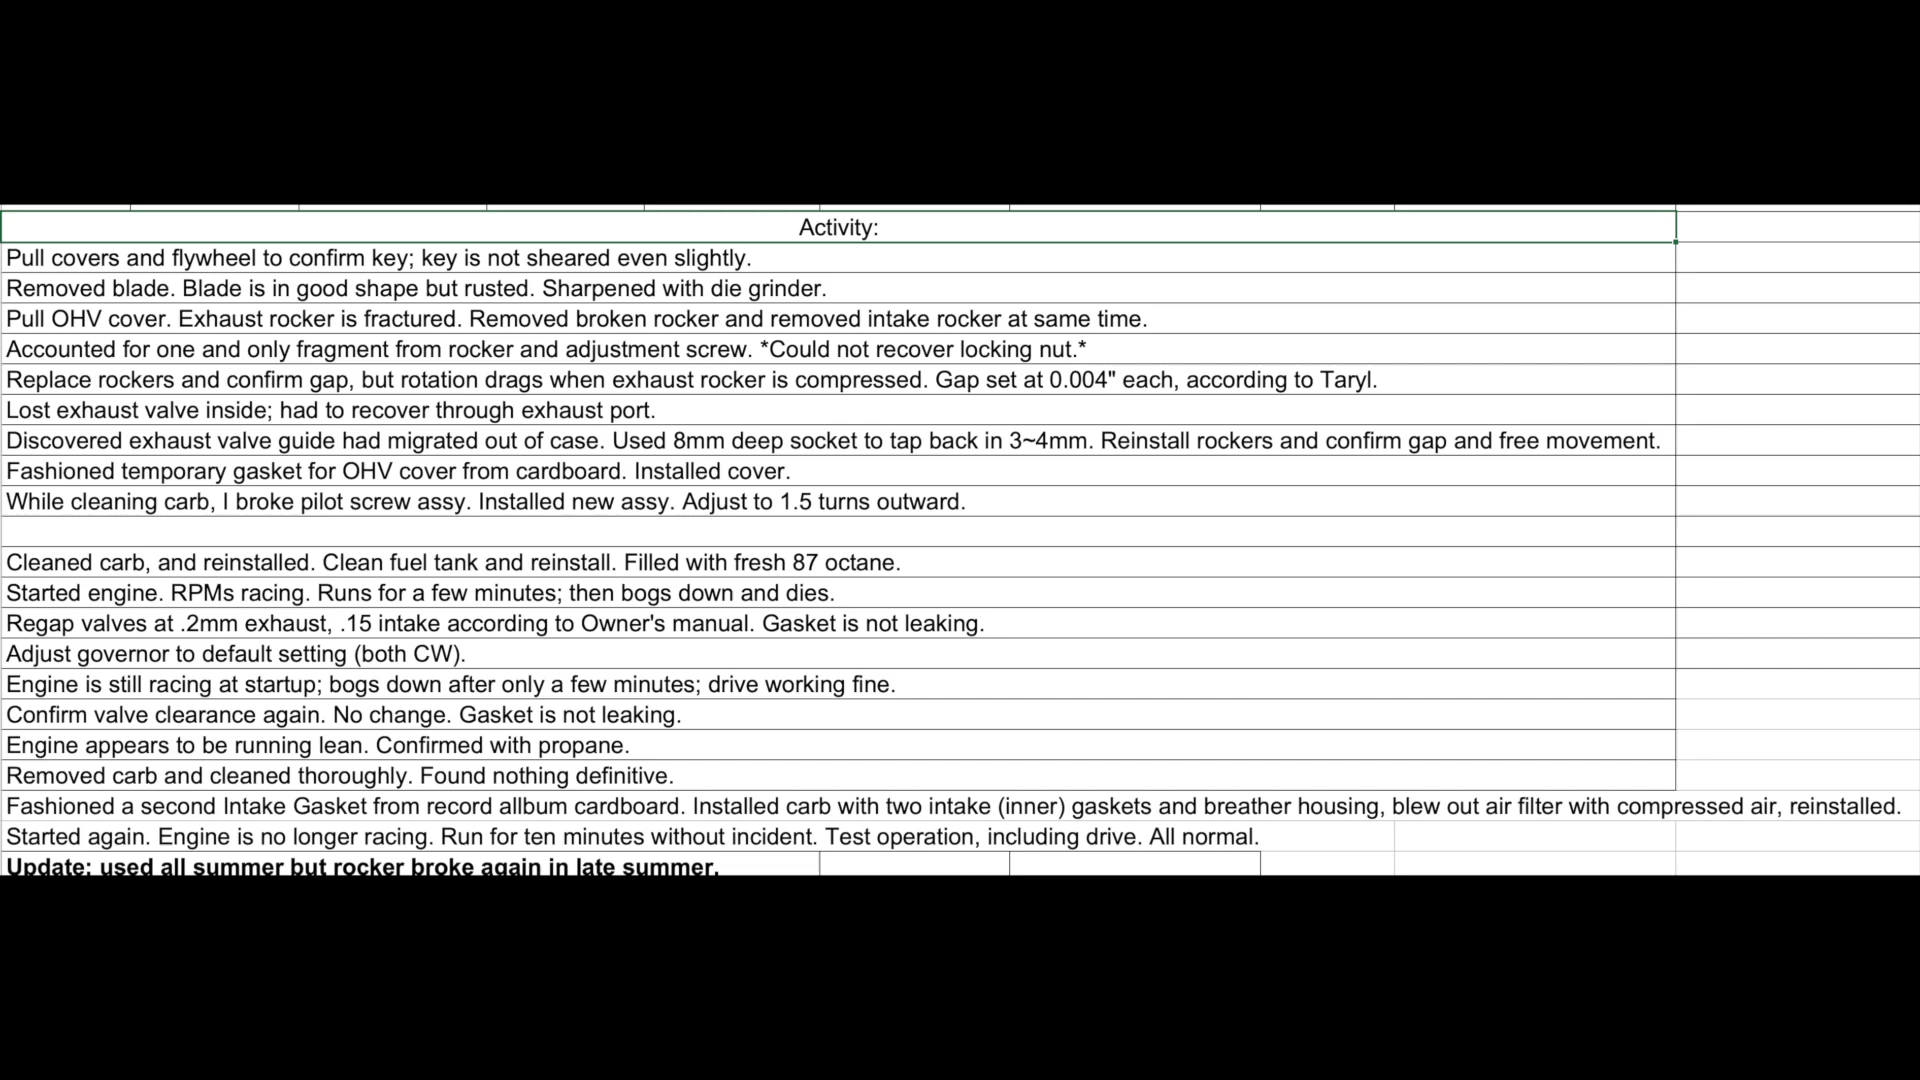 Activity:
Pull covers and flywheel to confirm key; key is not sheared even slightly.
Removed blade. Blade is in good shape but rusted. Sharpened with die grinder.
Pull OHV cover. Exhaust rocker is fractured. Removed broken rocker and removed intake rocker at same time.
Accounted for one and only fragment from rocker and adjustment screw. *Could not recover locking nut.*
Replace rockers and confirm gap, but rotation drags when exhaust rocker is compressed. Gap set at 0.004" each, according to Taryl.
Lost exhaust valve inside; had to recover through exhaust port.
Discovered exhaust valve guide had migrated out of case. Used 8mm deep socket to tap back in 3~4mm. Reinstall rockers and confirm gap and free movement.
Fashioned temporary gasket for OHV cover from cardboard. Installed cover.
While cleaning carb, I broke pilot screw assy. Installed new assy. Adjust to 1.5 turns outward.
Cleaned carb, and reinstalled. Clean fuel tank and reinstall. Filled with fresh 87 octane.
Started engine. RPMs racing. Runs for a few minutes; then bogs down and dies.
Regap valves at .2mm exhaust, .15 intake according to Owner's manual. Gasket is not leaking.
Adjust governor to default setting (both CW).
Engine is still racing at startup; bogs down after only a few minutes; drive working fine.
Confirm valve clearance again. No change. Gasket is not leaking.
Engine appears to be running lean. Confirmed with propane.
Removed carb and cleaned thoroughly. Found nothing definitive.
Fashioned a second Intake Gasket from record allbum cardboard. Installed carb with two intake (inner) gaskets and breather housing, blew out air filter with compressed air, reinstalled.
Started again. Engine is no longer racing. Run for ten minutes without incident. Test operation, including drive. All normal.
Update: used all summer but rocker broke again in late summer.